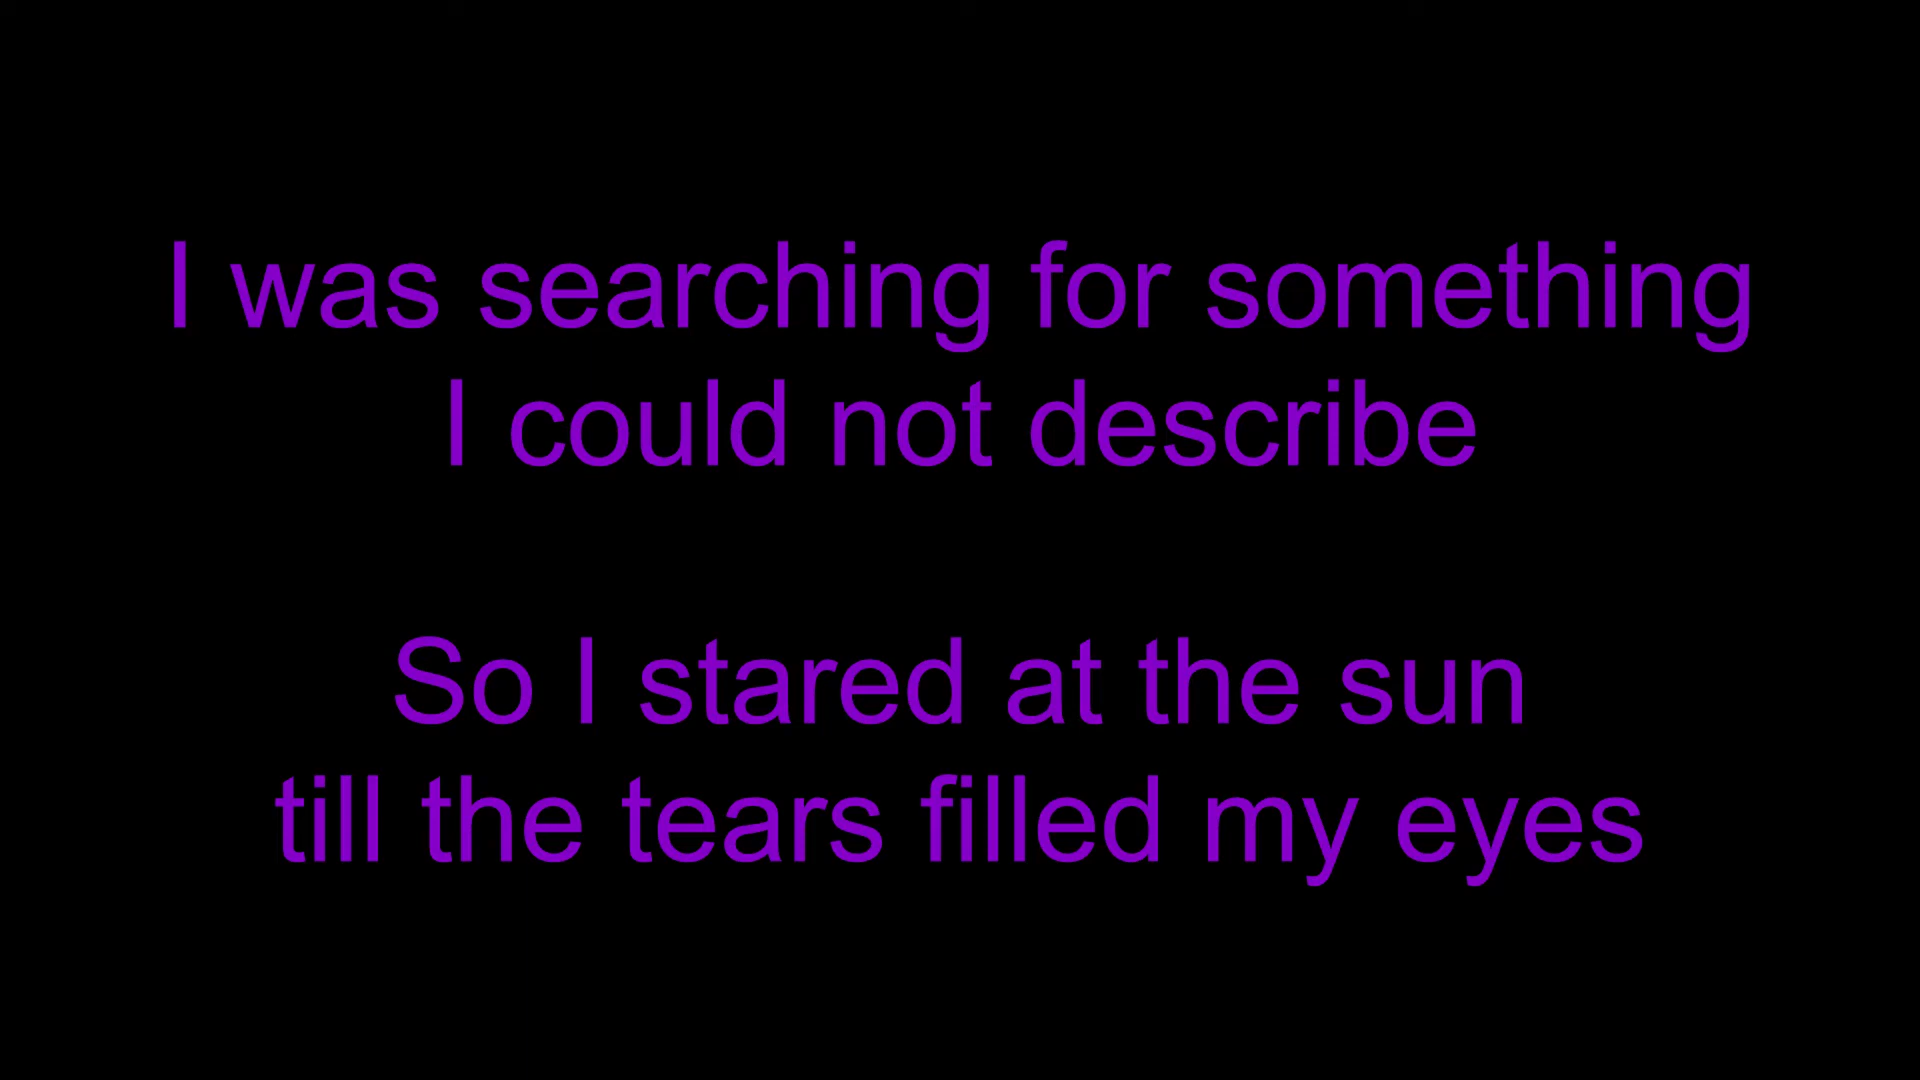 I was searching for something
I could not describe
So I stared at the sun
till the tears filled my eyes